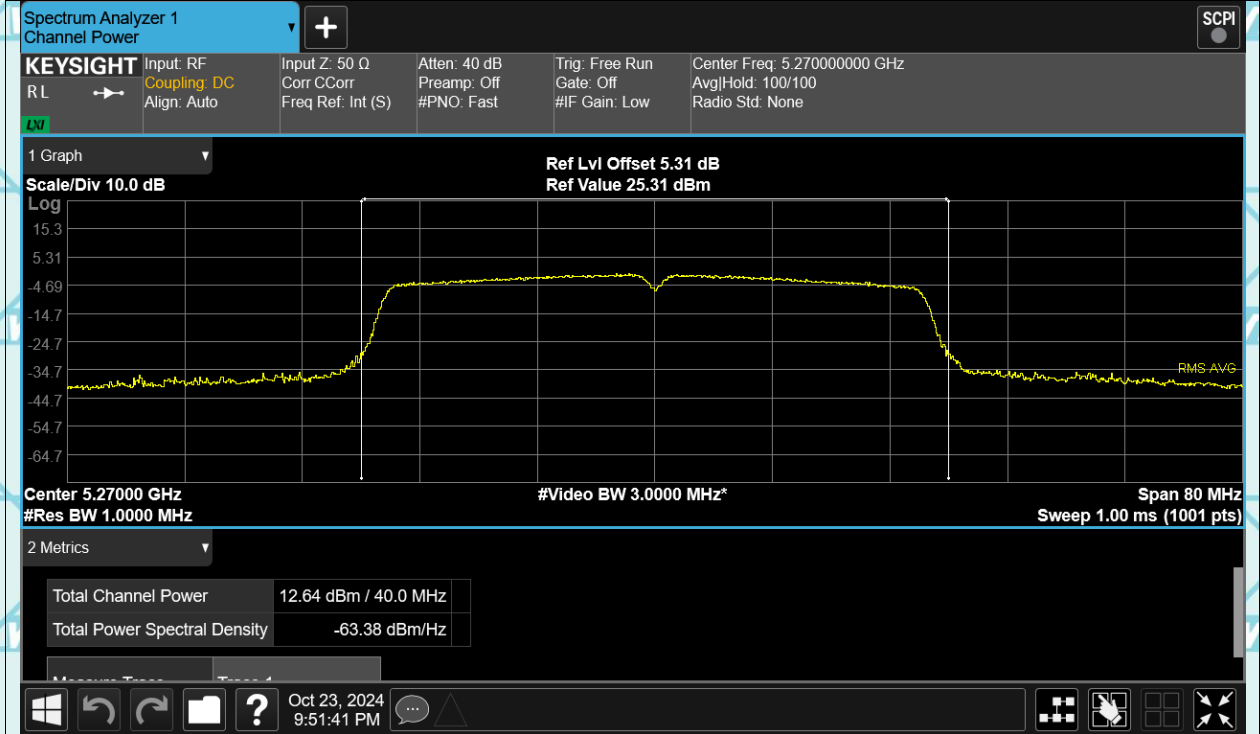 Spectrum Analyzer 1
Channel Power
SCPI
KEYSIGHT
R L
LXI
Input: RF
Coupling: DC
Align: Auto
Input Z: 50 Ω
Corr CCorr
Freq Ref: Int (S)
Atten: 40 dB
Preamp: Off
#PNO: Fast
Trig: Free Run
Gate: Off
#IF Gain: Low
Center Freq: 5.270000000 GHz
Avg|Hold: 100/100
Radio Std: None
1 Graph
Scale/Div 10.0 dB
Ref Lvl Offset 5.31 dB
Ref Value 25.31 dBm
Log
15.3
5.31
-4.69
-14.7
-24.7
-34.7
-44.7
-54.7
-64.7
RMS AVG
Center 5.27000 GHz
#Res BW 1.0000 MHz
#Video BW 3.0000 MHz*
Span 80 MHz
Sweep 1.00 ms (1001 pts)
2 Metrics
Total Channel Power 12.64 dBm / 40.0 MHz
Total Power Spectral Density -63.38 dBm/Hz
Measure Trace Trace 1
?
Oct 23, 2024
9:51:41 PM